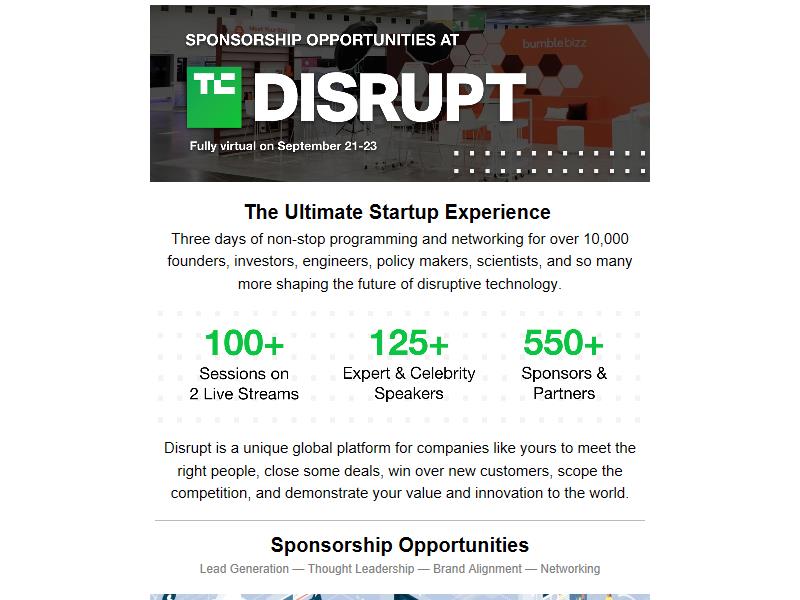 SPONSORSHIP OPPORTUNITIES AT
bumblebizz
TC DISRUPT
Fully virtual on September 21-23
The Ultimate Startup Experience
Three days of non-stop programming and networking for over 10,000
founders, investors, engineers, policy makers, scientists, and so many
more shaping the future of disruptive technology.
100+ 125+ 550+
Sessions on Expert & Celebrity Sponsors &
2 Live Streams Speakers Partners
Disrupt is a unique global platform for companies like yours to meet the
right people, close some deals, win over new customers, scope the
competition, and demonstrate your value and innovation to the world.
Sponsorship Opportunities
Lead Generation — Thought Leadership — Brand Alignment — Networking